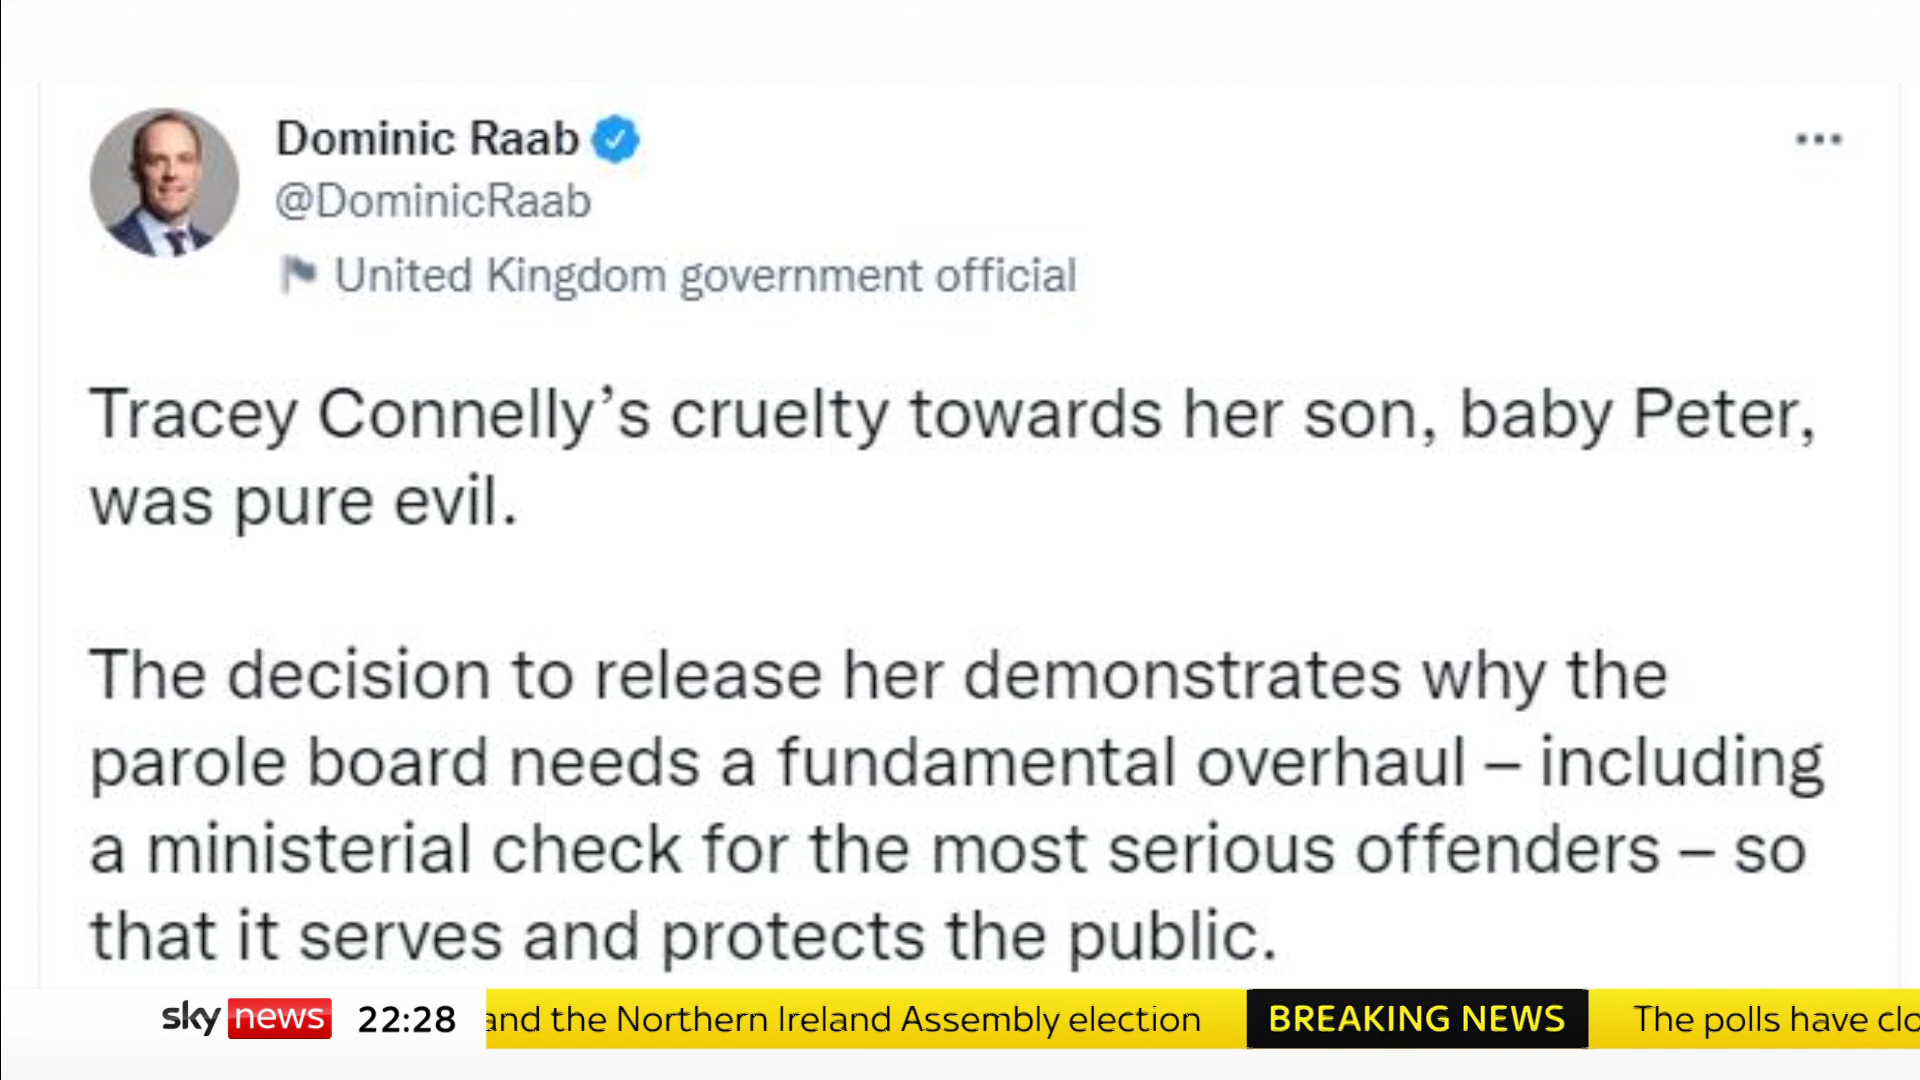 Dominic Raab
@DominicRaab
United Kingdom government official
Tracey Connelly’s cruelty towards her son, baby Peter,
was pure evil.
The decision to release her demonstrates why the
parole board needs a fundamental overhaul – including
a ministerial check for the most serious offenders – so
that it serves and protects the public.
sky news 22:28 and the Northern Ireland Assembly election BREAKING NEWS The polls have clo